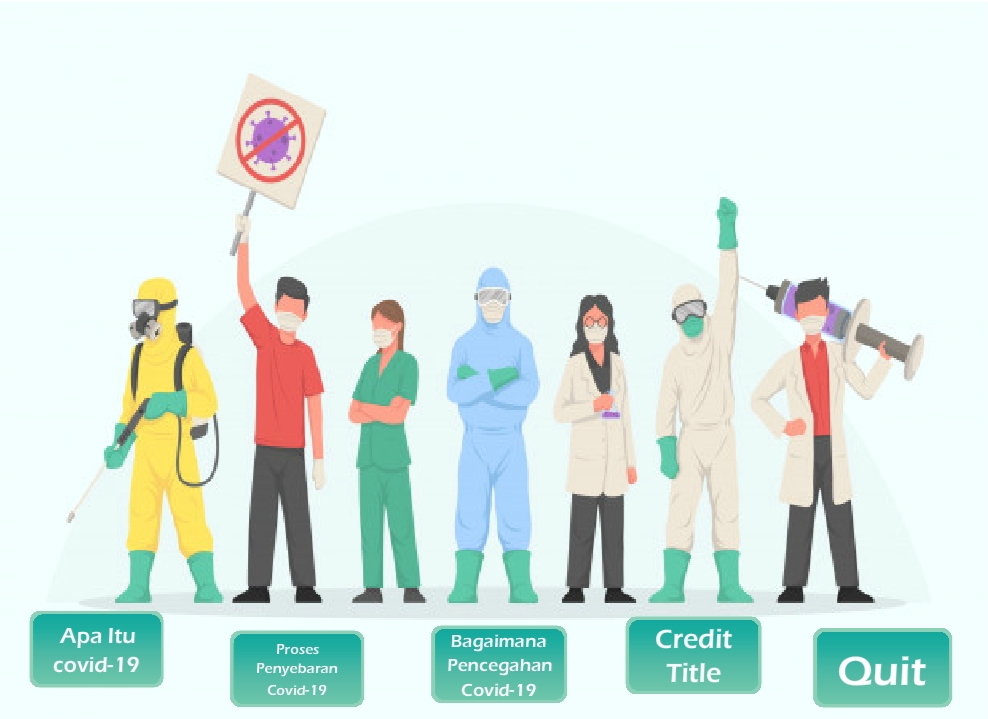 Apa Itu
covid-19
Proses
Penyebaran
Covid-19
Bagaimana
Pencegahan
Covid-19
Credit
Title
Quit